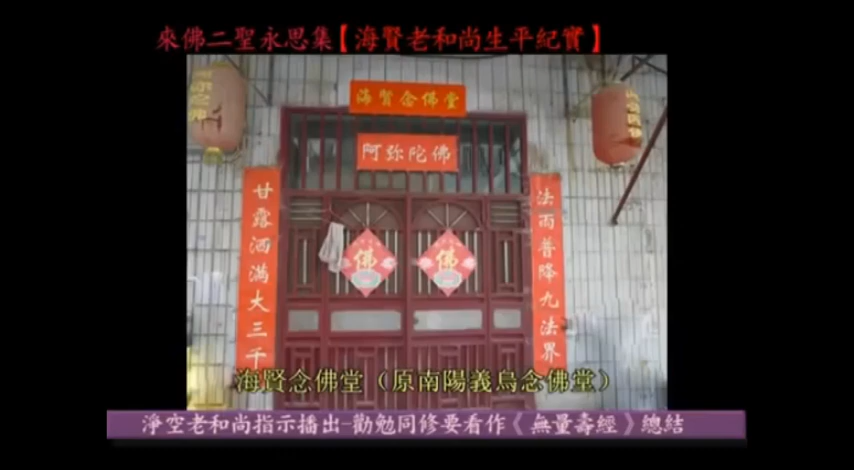 來佛二聖永思集【海賢老和尚生平紀實】
海賢念佛堂
阿弥陀佛
甘露洒滿大三千
法雨普降九法界
佛
佛
海賢念佛堂（原南陽義烏念佛堂）
淨空老和尚指示播出-勸勉同修要看作《無量壽經》總結